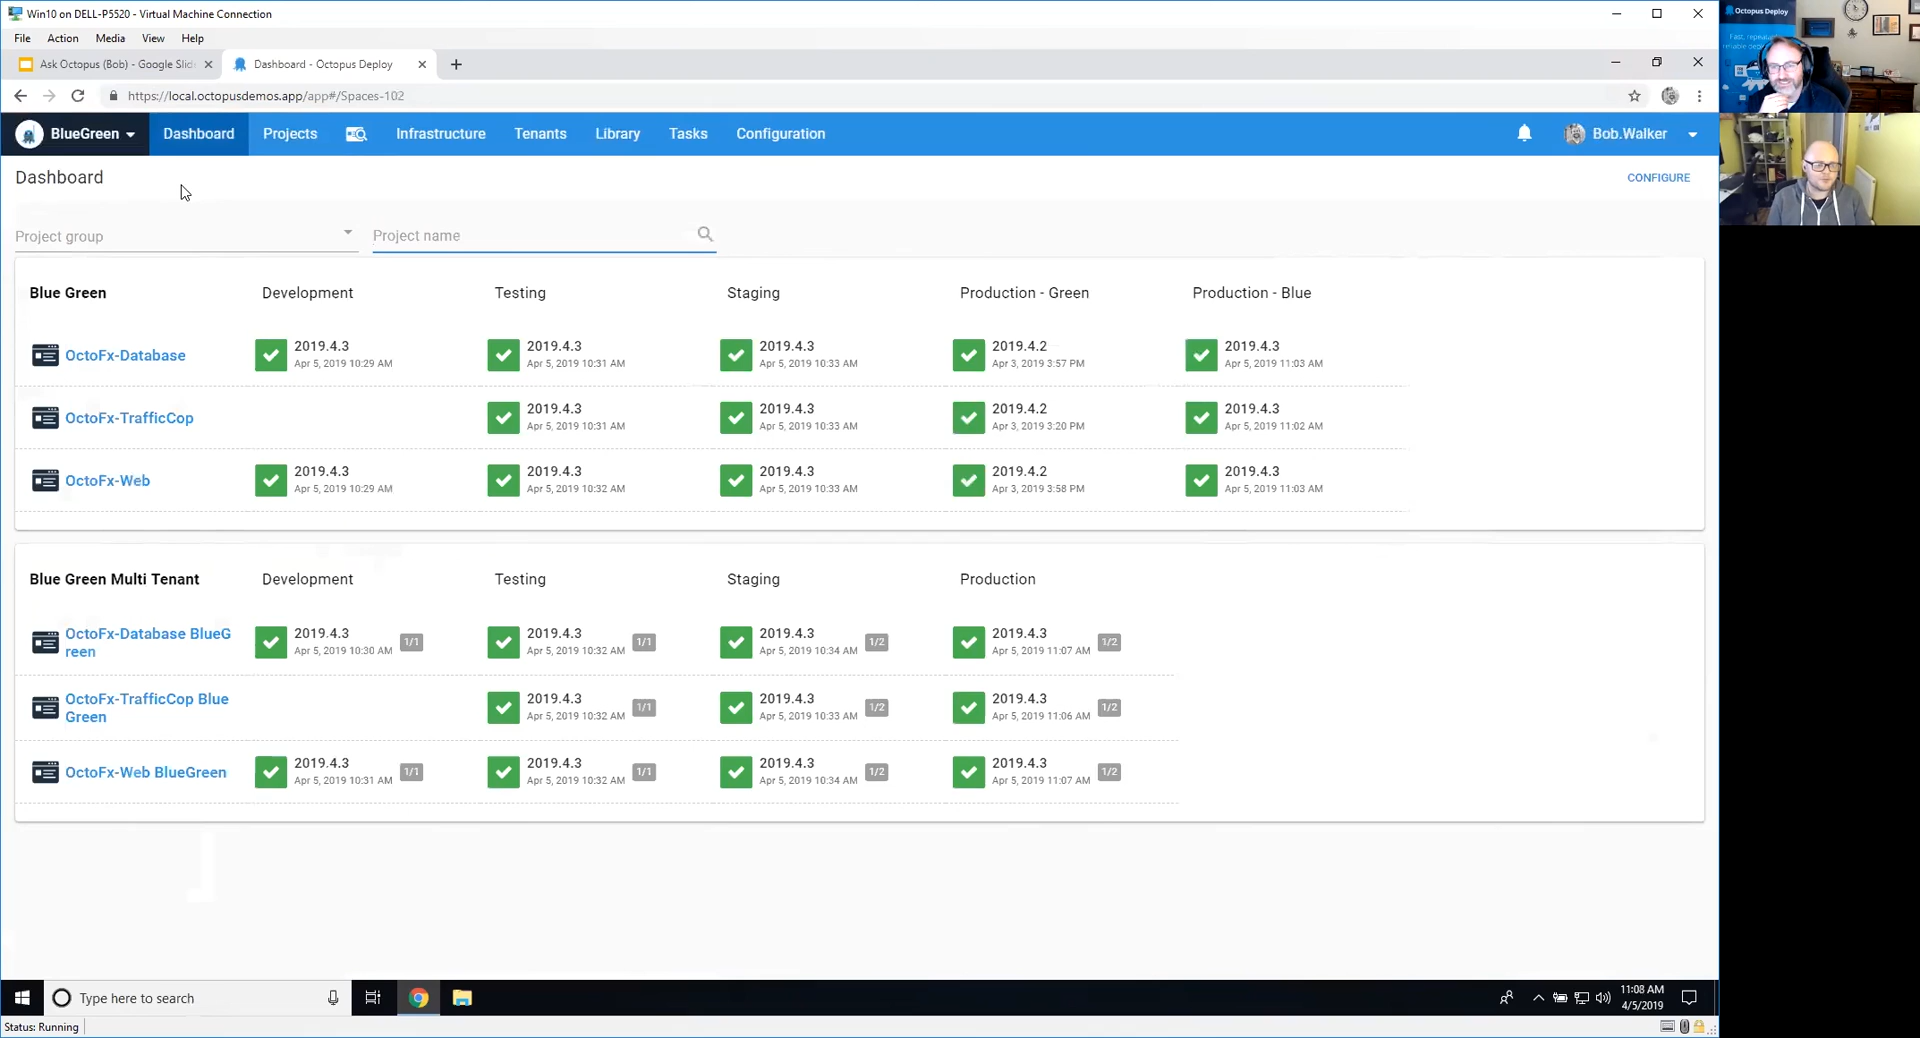 Win10 on DELL-P5520 - Virtual Machine Connection
File Action Media View Help
Ask Octopus (Bob) - Google Slide
Dashboard - Octopus Deploy
https://local.octopusdemos.app/app#/Spaces-102
BlueGreen Dashboard Projects Infrastructure Tenants Library Tasks Configuration Bob.Walker
Dashboard
CONFIGURE
Project group
Project name
Blue Green Development Testing Staging Production - Green Production - Blue
OctoFx-Database
2019.4.3 2019.4.3 2019.4.3 2019.4.2 2019.4.3
Apr 5, 2019 10:29 AM Apr 5, 2019 10:31 AM Apr 5, 2019 10:33 AM Apr 3, 2019 3:57 PM Apr 5, 2019 11:03 AM
OctoFx-TrafficCop
2019.4.3 2019.4.3 2019.4.2 2019.4.3
Apr 5, 2019 10:31 AM Apr 5, 2019 10:33 AM Apr 3, 2019 3:20 PM Apr 5, 2019 11:02 AM
OctoFx-Web
2019.4.3 2019.4.3 2019.4.3 2019.4.2 2019.4.3
Apr 5, 2019 10:29 AM Apr 5, 2019 10:32 AM Apr 5, 2019 10:33 AM Apr 3, 2019 3:58 PM Apr 5, 2019 11:03 AM
Blue Green Multi Tenant Development Testing Staging Production
OctoFx-Database BlueG
reen
2019.4.3 1/1 2019.4.3 1/1 2019.4.3 1/2 2019.4.3 1/2
Apr 5, 2019 10:30 AM Apr 5, 2019 10:32 AM Apr 5, 2019 10:34 AM Apr 5, 2019 11:07 AM
OctoFx-TrafficCop Blue
Green
2019.4.3 1/1 2019.4.3 1/2 2019.4.3 1/2
Apr 5, 2019 10:32 AM Apr 5, 2019 10:33 AM Apr 5, 2019 11:06 AM
OctoFx-Web BlueGreen
2019.4.3 1/1 2019.4.3 1/1 2019.4.3 1/2 2019.4.3 1/2
Apr 5, 2019 10:31 AM Apr 5, 2019 10:32 AM Apr 5, 2019 10:34 AM Apr 5, 2019 11:07 AM
Type here to search
11:08 AM
4/5/2019
Status: Running
Octopus Deploy
Fast, repeata